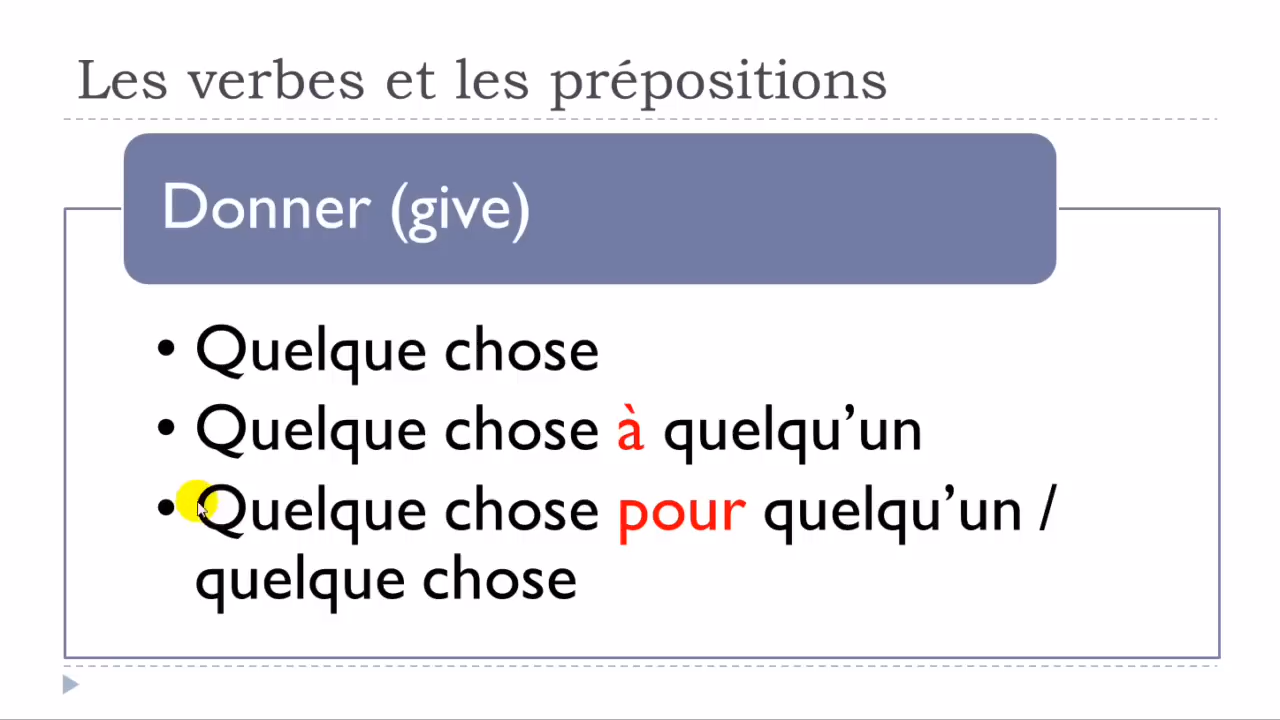 Les verbes et les prépositions
Donner (give)
• Quelque chose
• Quelque chose à quelqu’un
• Quelque chose pour quelqu’un /
quelque chose